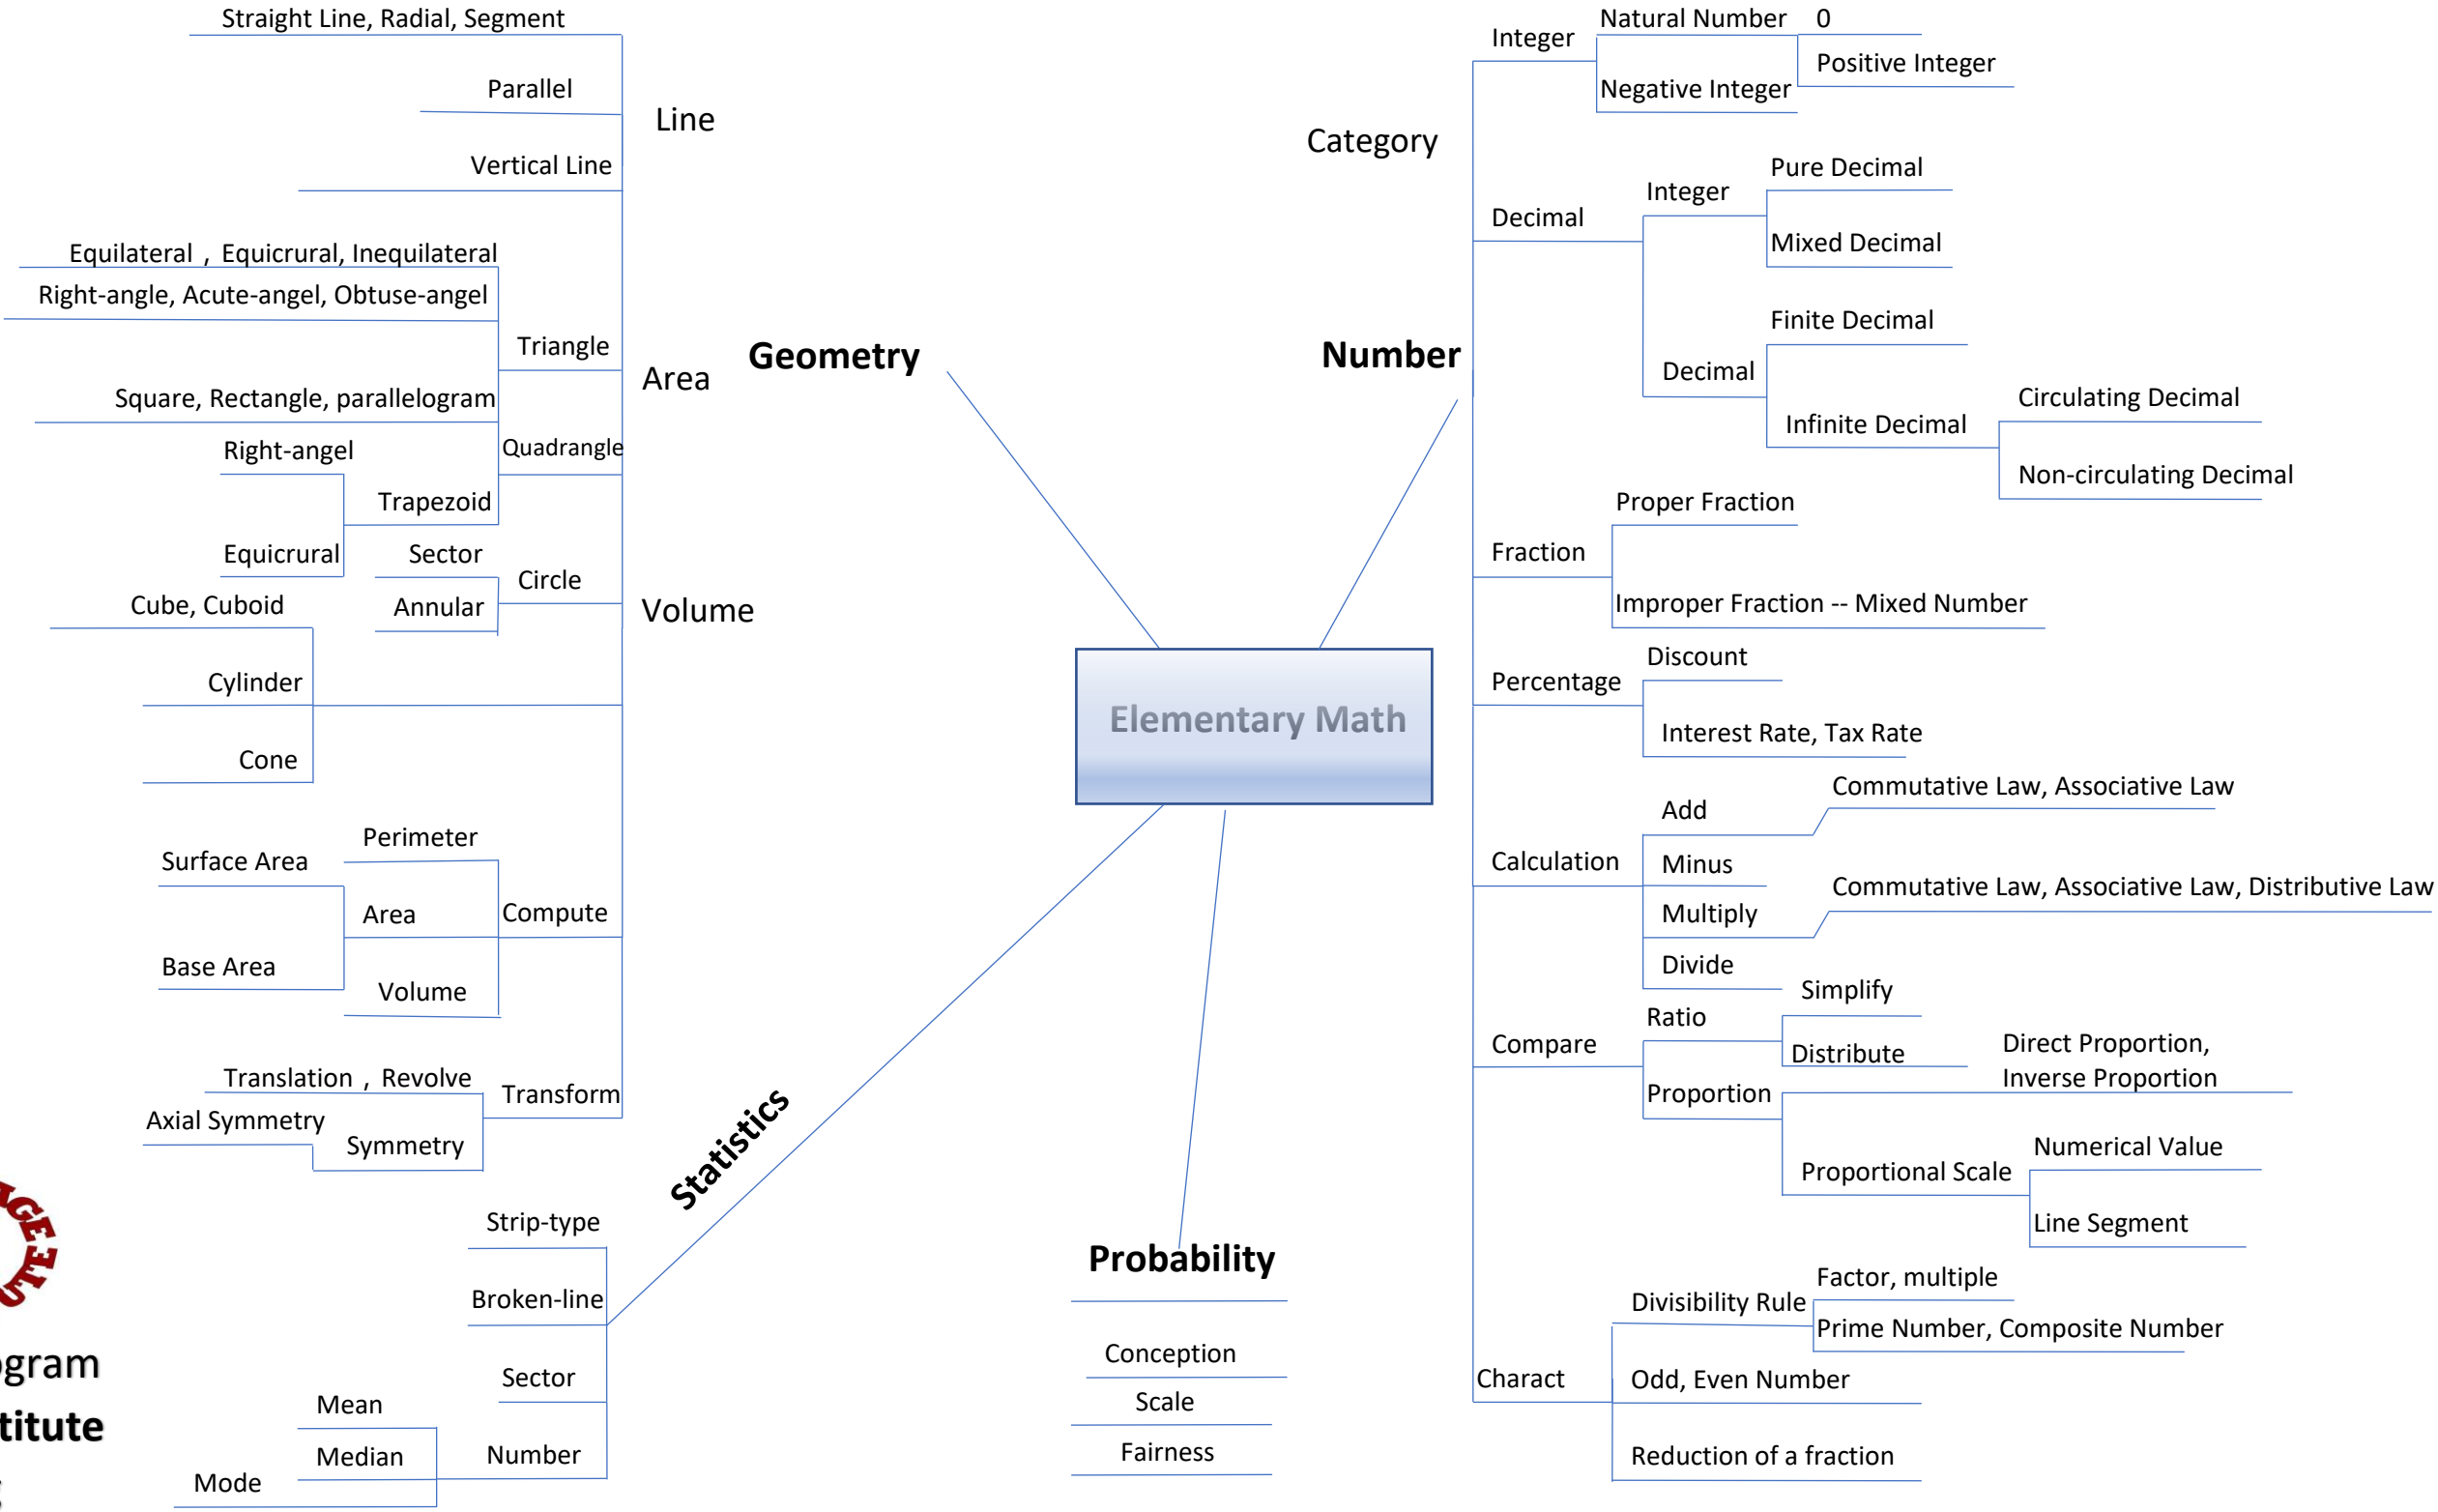 Straight Line, Radial, Segment
Parallel
Line
Vertical Line
Equilateral , Equicrural, Inequilateral
Right-angle, Acute-angel, Obtuse-angel
Triangle
Area
Geometry
Square, Rectangle, parallelogram
Quadrangle
Right-angel
Trapezoid
Equicrural
Sector
Circle
Annular
Cube, Cuboid
Volume
Cylinder
Cone
Perimeter
Surface Area
Area
Compute
Base Area
Volume
Translation , Revolve
Transform
Axial Symmetry
Symmetry
Elementary Math
Statistics
Strip-type
Broken-line
Sector
Mean
Median
Number
Mode
Probability
Conception
Scale
Fairness
Number
Category
Integer
Natural Number
0
Positive Integer
Negative Integer
Decimal
Integer
Pure Decimal
Mixed Decimal
Decimal
Finite Decimal
Infinite Decimal
Circulating Decimal
Non-circulating Decimal
Fraction
Proper Fraction
Improper Fraction -- Mixed Number
Percentage
Discount
Interest Rate, Tax Rate
Calculation
Add
Commutative Law, Associative Law
Minus
Multiply
Commutative Law, Associative Law, Distributive Law
Divide
Compare
Ratio
Simplify
Distribute
Proportion
Direct Proportion,
Inverse Proportion
Proportional Scale
Numerical Value
Line Segment
Charact
Divisibility Rule
Factor, multiple
Prime Number, Composite Number
Odd, Even Number
Reduction of a fraction